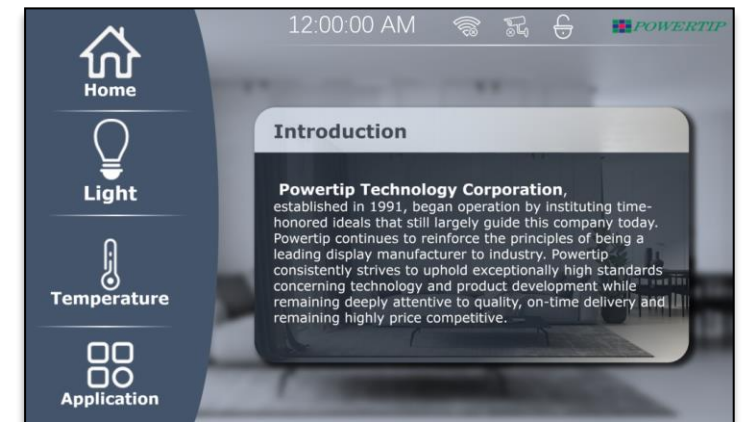 12:00:00 AM
POWERTIP
Home
Light
Temperature
Application
Introduction
Powertip Technology Corporation,
established in 1991, began operation by instituting time-
honored ideals that still largely guide this company today.
Powertip continues to reinforce the principles of being a
leading display manufacturer to industry. Powertip
consistently strives to uphold exceptionally high standards
concerning technology and product development while
remaining deeply attentive to quality, on-time delivery and
remaining highly price competitive.